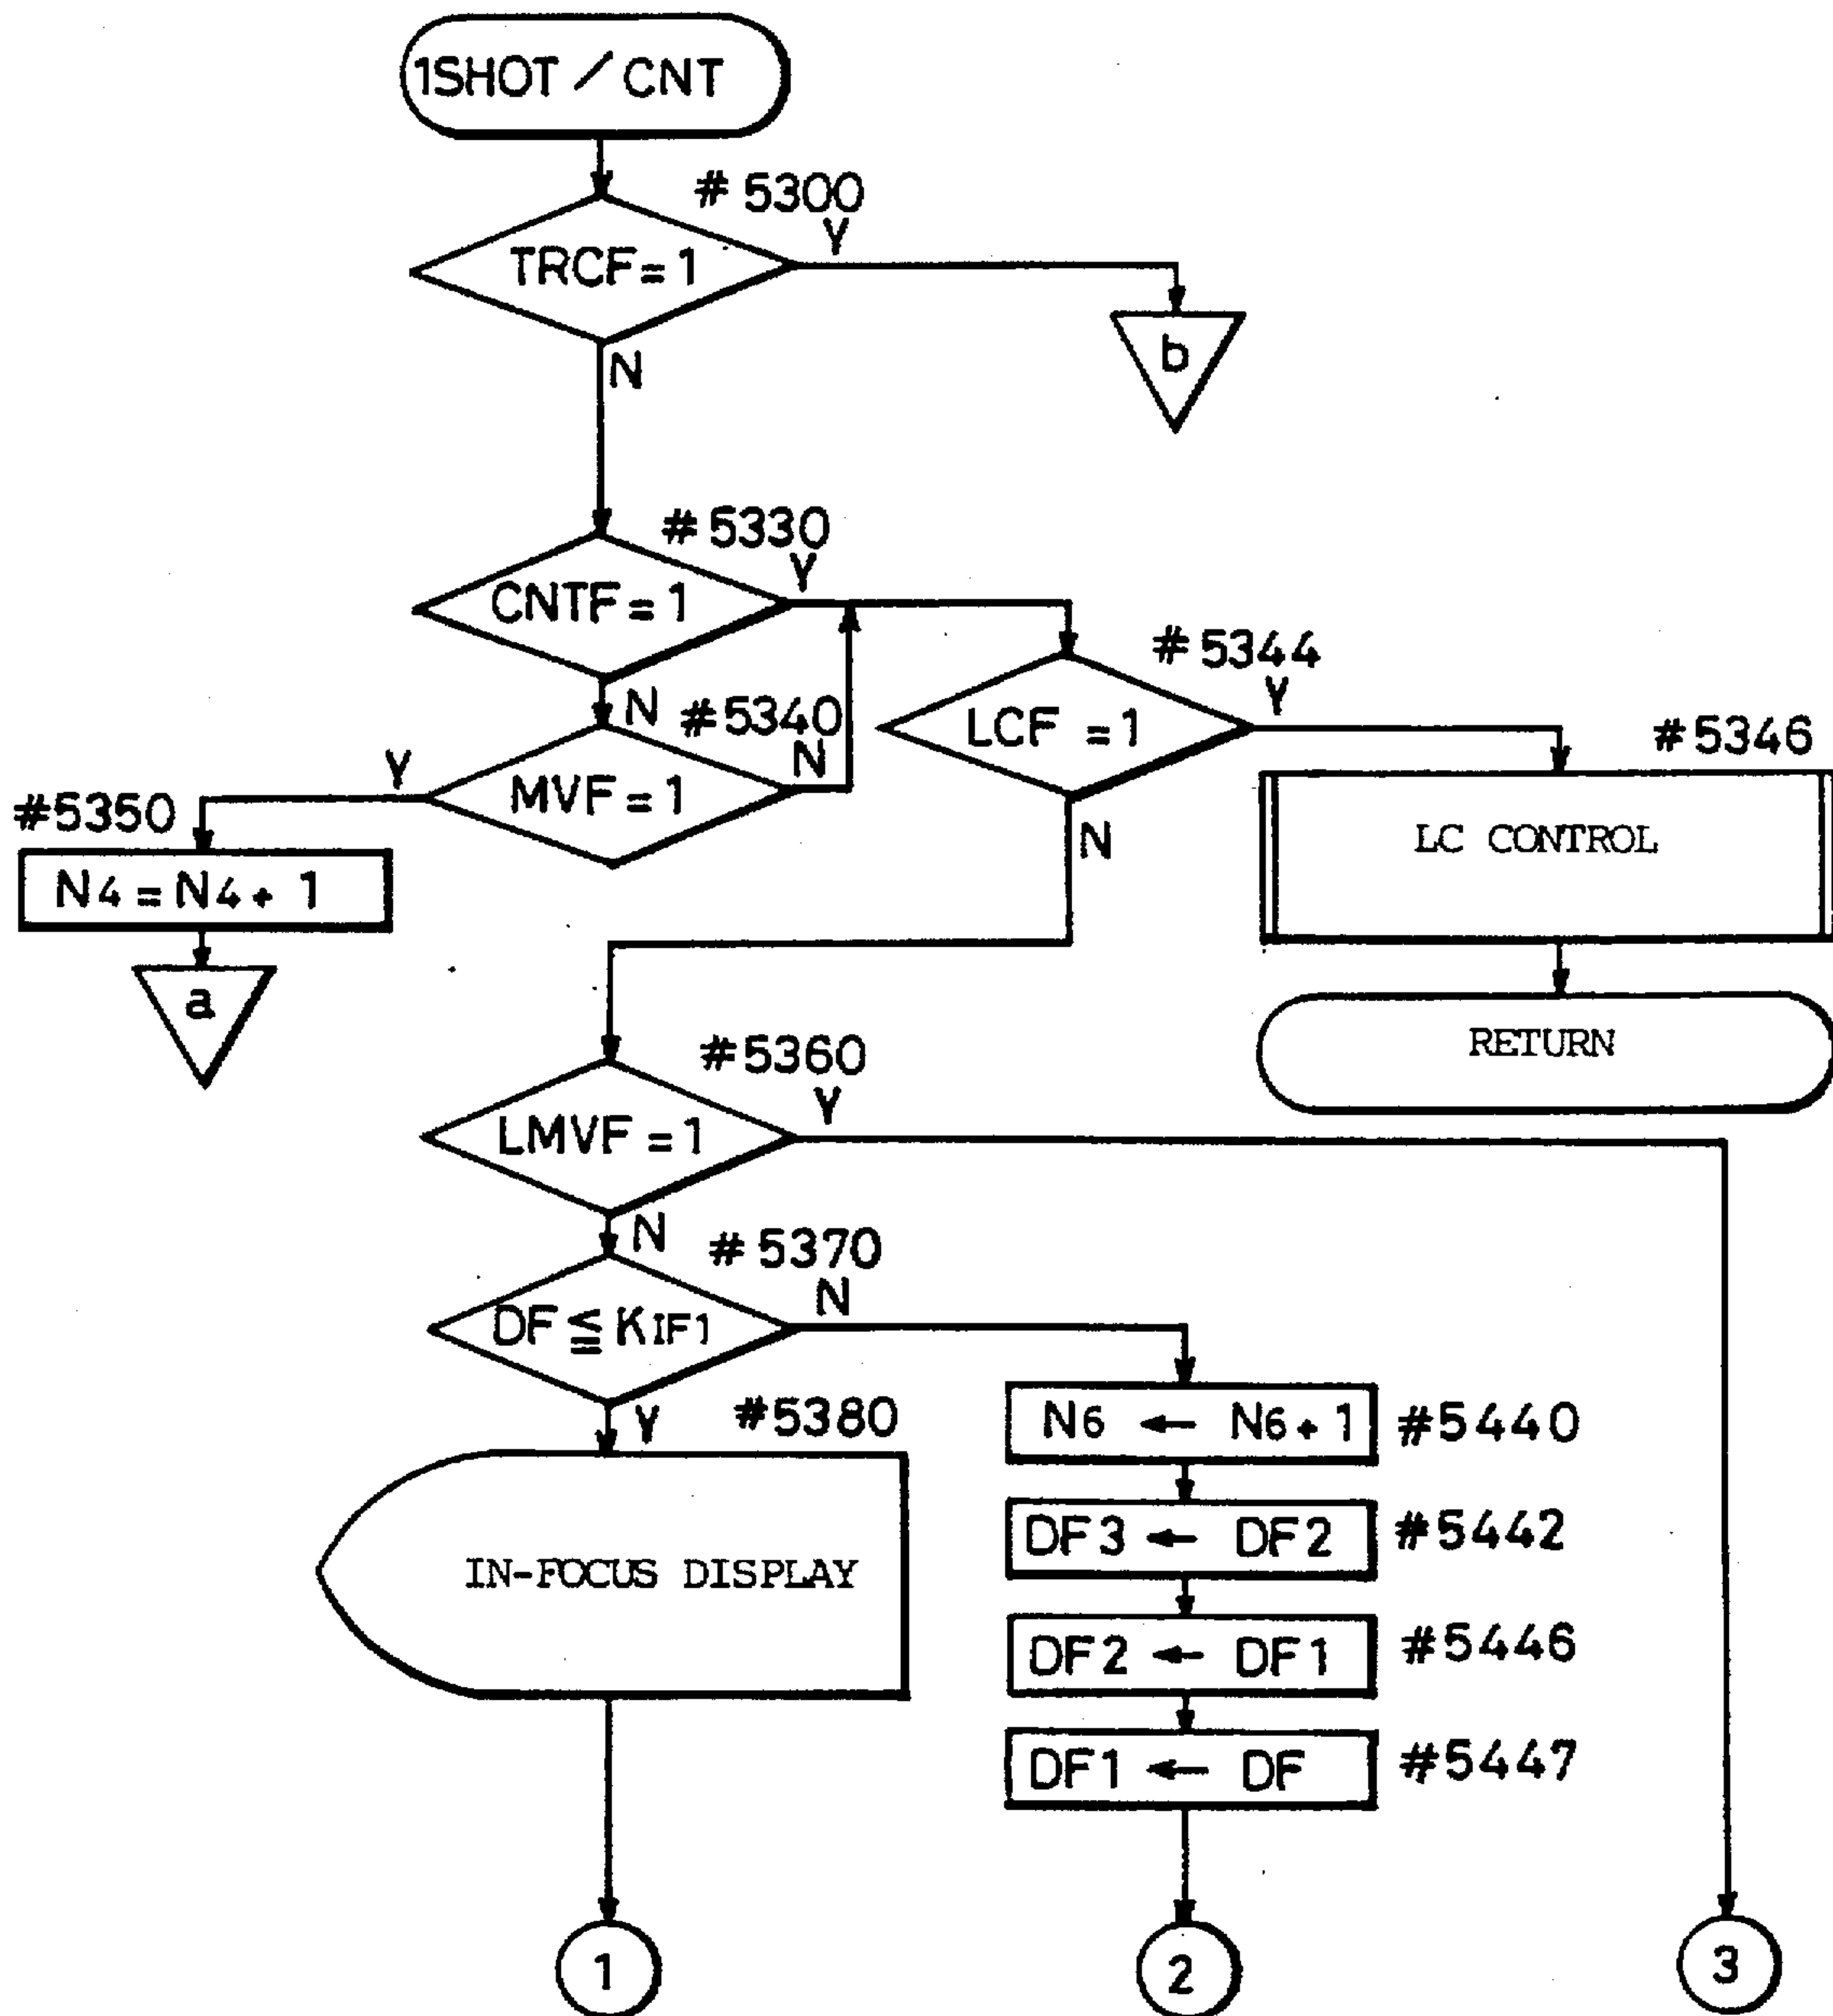 1SHOT / CNT
#5300
Y
TRCF=1
b
N
#5330
Y
CNTF=1
#5344
Y
N
#5340
N
LCF =1
#5346
Y
MVF=1
#5350
N
LC CONTROL
N4=N4+1
a
RETURN
#5360
Y
LMVF=1
N
#5370
N
DF≦KIF1
Y
#5380
N6 ← N6+1
#5440
DF3 ← DF2
#5442
IN-FOCUS DISPLAY
DF2 ← DF1
#5446
DF1 ← DF
#5447
1
2
3